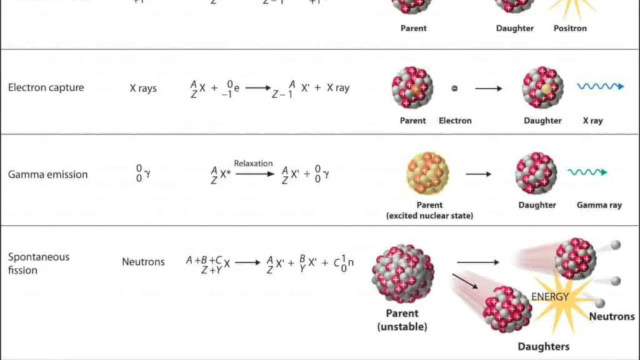 Parent Daughter Positron
Electron capture X rays A Z X + 0 -1 e → A Z-1 X' + X ray
Parent Electron Daughter X ray
Gamma emission 0 0 γ A Z X* Relaxation → A Z X' + 0 0 γ
Parent Daughter Gamma ray
(excited nuclear state)
Spontaneous
fission Neutrons A+B+C Z+Y X → A Z X' + B Y X' + C 1 0 n
ENERGY
Parent
(unstable)
Neutrons
Daughters